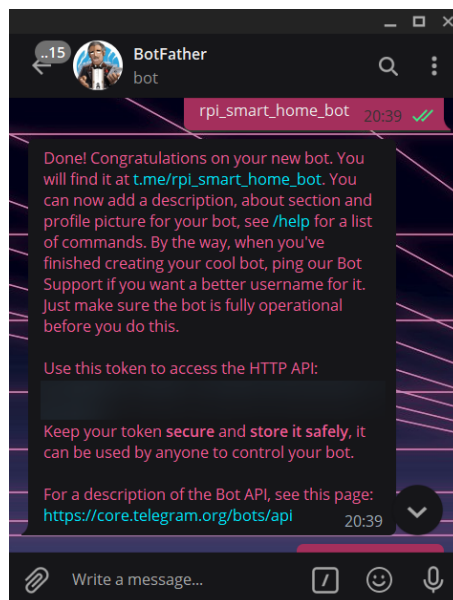 ..15
BotFather
bot
rpi_smart_home_bot 20:39
Done! Congratulations on your new bot. You
will find it at t.me/rpi_smart_home_bot. You
can now add a description, about section and
profile picture for your bot, see /help for a list
of commands. By the way, when you've
finished creating your cool bot, ping our Bot
Support if you want a better username for it.
Just make sure the bot is fully operational
before you do this.
Use this token to access the HTTP API:
Keep your token secure and store it safely, it
can be used by anyone to control your bot.
For a description of the Bot API, see this page:
https://core.telegram.org/bots/api 20:39
Write a message...